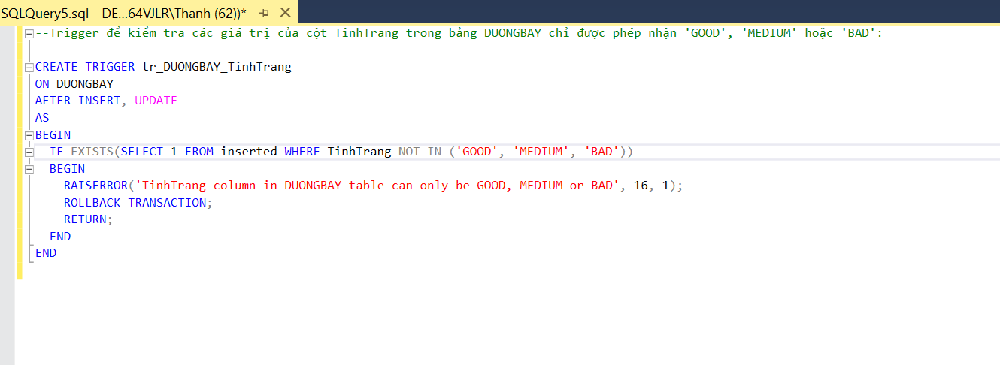 SQLQuery5.sql - DE...64VJLR\Thanh (62))*
--Trigger để kiểm tra các giá trị của cột TinhTrang trong bảng DUONGBAY chỉ được phép nhận 'GOOD', 'MEDIUM' hoặc 'BAD':
CREATE TRIGGER tr_DUONGBAY_TinhTrang
ON DUONGBAY
AFTER INSERT, UPDATE
AS
BEGIN
IF EXISTS(SELECT 1 FROM inserted WHERE TinhTrang NOT IN ('GOOD', 'MEDIUM', 'BAD'))
BEGIN
RAISERROR('TinhTrang column in DUONGBAY table can only be GOOD, MEDIUM or BAD', 16, 1);
ROLLBACK TRANSACTION;
RETURN;
END
END